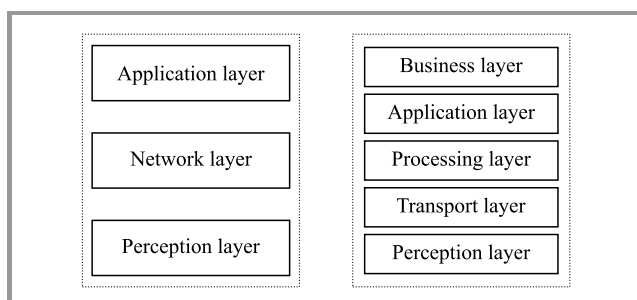 Application layer
Network layer
Perception layer
Business layer
Application layer
Processing layer
Transport layer
Perception layer